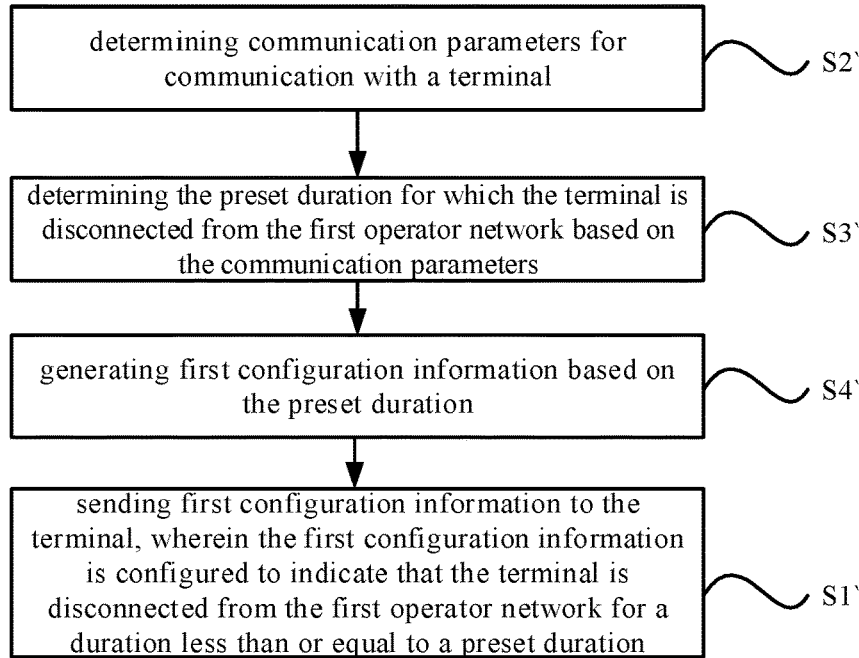 determining communication parameters for
communication with a terminal
S2`
determining the preset duration for which the terminal is
disconnected from the first operator network based on
the communication parameters
S3`
generating first configuration information based on
the preset duration
S4`
sending first configuration information to the
terminal, wherein the first configuration information
is configured to indicate that the terminal is
disconnected from the first operator network for a
duration less than or equal to a preset duration
S1`